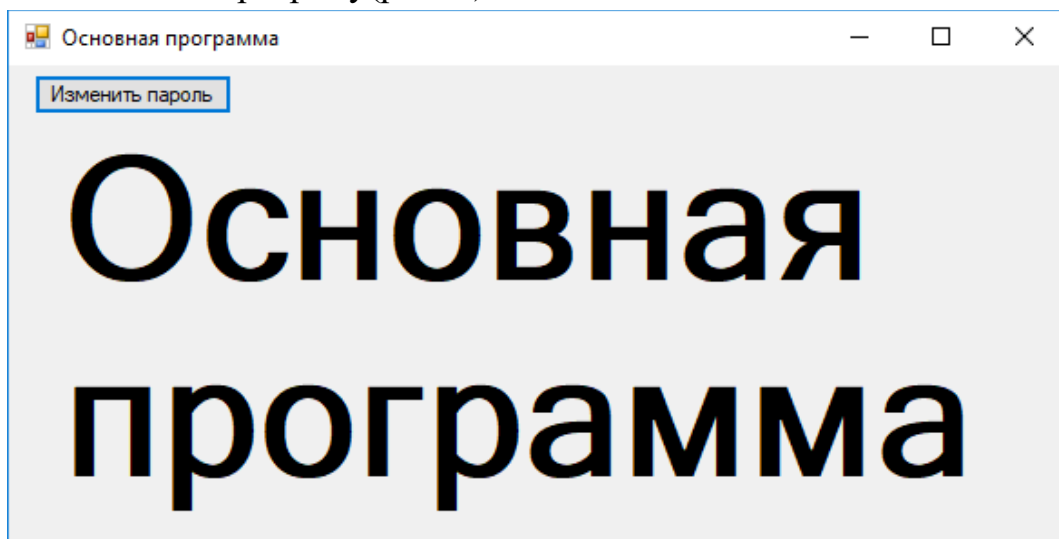 Основная программа
Изменить пароль
Основная
программа